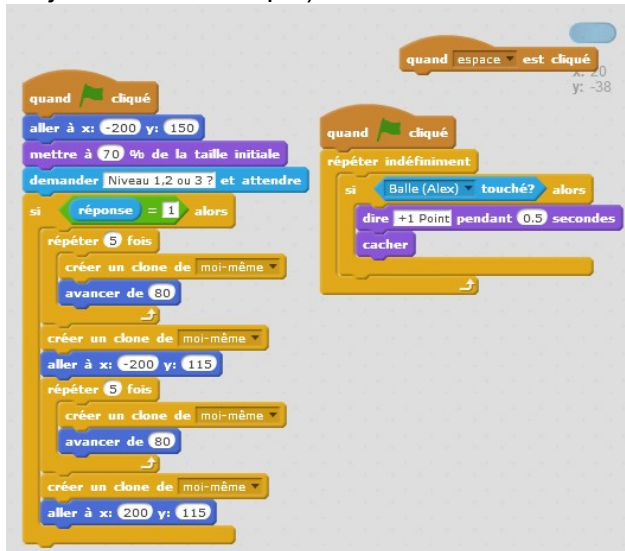 quand cliqué
aller à x: -200 y: 150
mettre à 70 % de la taille initiale
demander Niveau 1,2 ou 3 ? et attendre
si réponse = 1 alors
répéter 5 fois
créer un clone de moi-même
avancer de 80
créer un clone de moi-même
aller à x: -200 y: 115
répéter 5 fois
créer un clone de moi-même
avancer de 80
créer un clone de moi-même
aller à x: 200 y: 115
quand espace est cliqué
x: 20
y: -38
quand cliqué
répéter indéfiniment
si Balle (Alex) touché? alors
dire +1 Point pendant 0.5 secondes
cacher